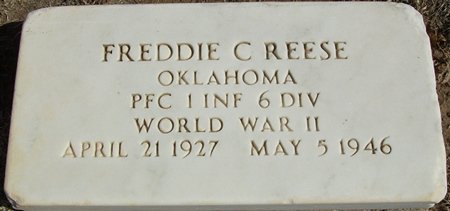 FREDDIE C REESE
OKLAHOMA
PFC 1 INF 6 DIV
WORLD WAR II
APRIL 21 1927 MAY 5 1946